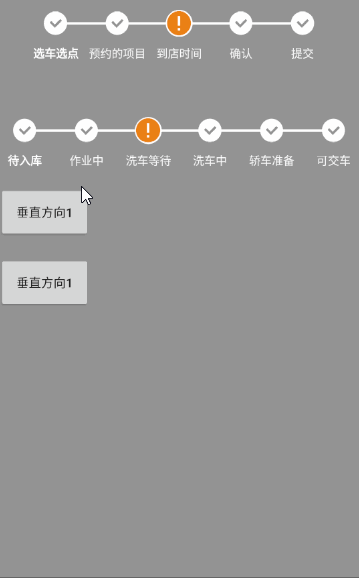 选车选点 预约的项目 到店时间 确认 提交
待入库 作业中 洗车等待 洗车中 轿车准备 可交车
垂直方向1
垂直方向1